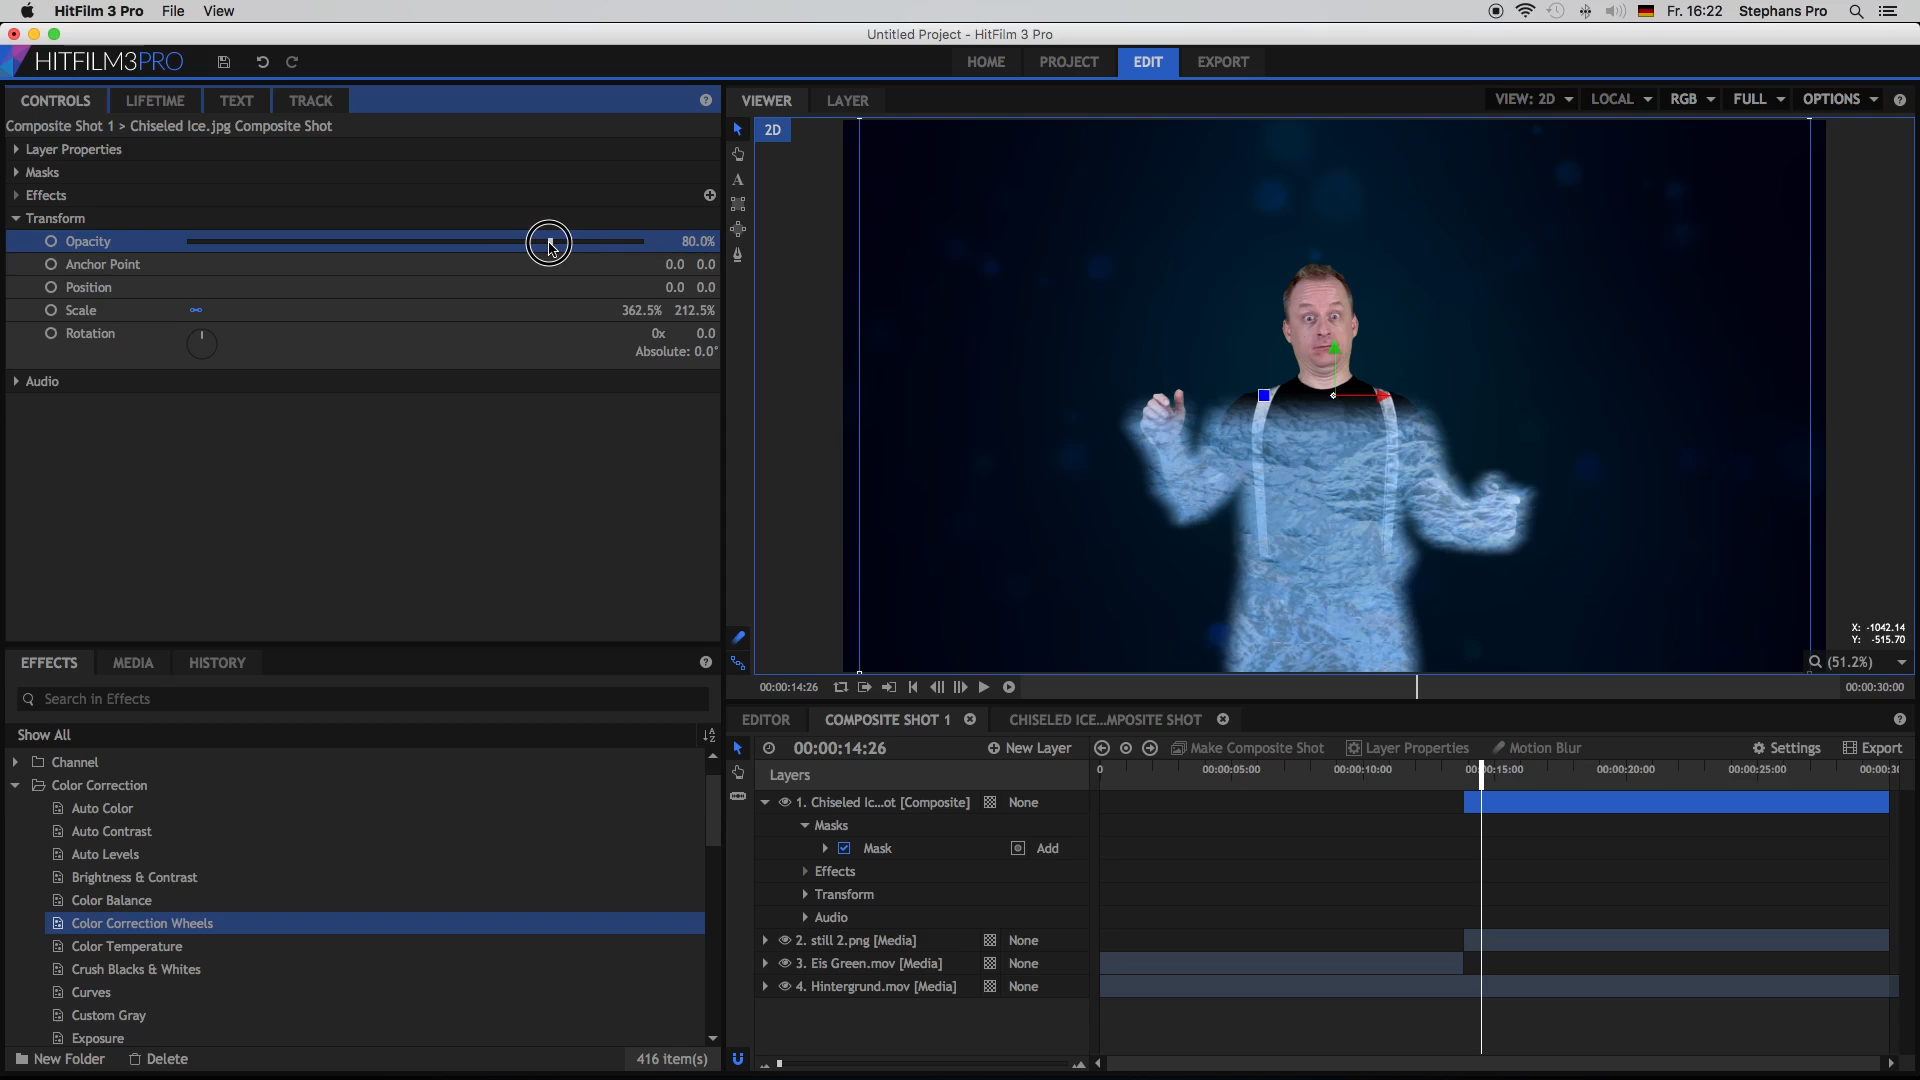 HitFilm 3 Pro File View Fr. 16:22 Stephans Pro
Untitled Project - HitFilm 3 Pro
HITFILM3PRO HOME PROJECT EDIT EXPORT
CONTROLS LIFETIME TEXT TRACK
Composite Shot 1 > Chiseled Ice.jpg Composite Shot
Layer Properties
Masks
Effects
Transform
Opacity 80.0%
Anchor Point 0.0 0.0
Position 0.0 0.0
Scale 362.5% 212.5%
Rotation 0x 0.0
Absolute: 0.0°
Audio
VIEWER LAYER VIEW: 2D LOCAL RGB FULL OPTIONS
2D
A
X: -1042.14
Y: -515.70
(51.2%)
00:00:14:26 00:00:30:00
EFFECTS MEDIA HISTORY
Search in Effects
Show All
Channel
Color Correction
Auto Color
Auto Contrast
Auto Levels
Brightness & Contrast
Color Balance
Color Correction Wheels
Color Temperature
Crush Blacks & Whites
Curves
Custom Gray
Exposure
New Folder Delete 416 item(s)
EDITOR COMPOSITE SHOT 1 CHISELED ICE...MPOSITE SHOT
00:00:14:26 New Layer Make Composite Shot Layer Properties Motion Blur Settings Export
Layers 0 00:00:05:00 00:00:10:00 00:00:15:00 00:00:20:00 00:00:25:00 00:00:30
1. Chiseled Ic...ot [Composite] None
Masks
Mask Add
Effects
Transform
Audio
2. still 2.png [Media] None
3. Eis Green.mov [Media] None
4. Hintergrund.mov [Media] None